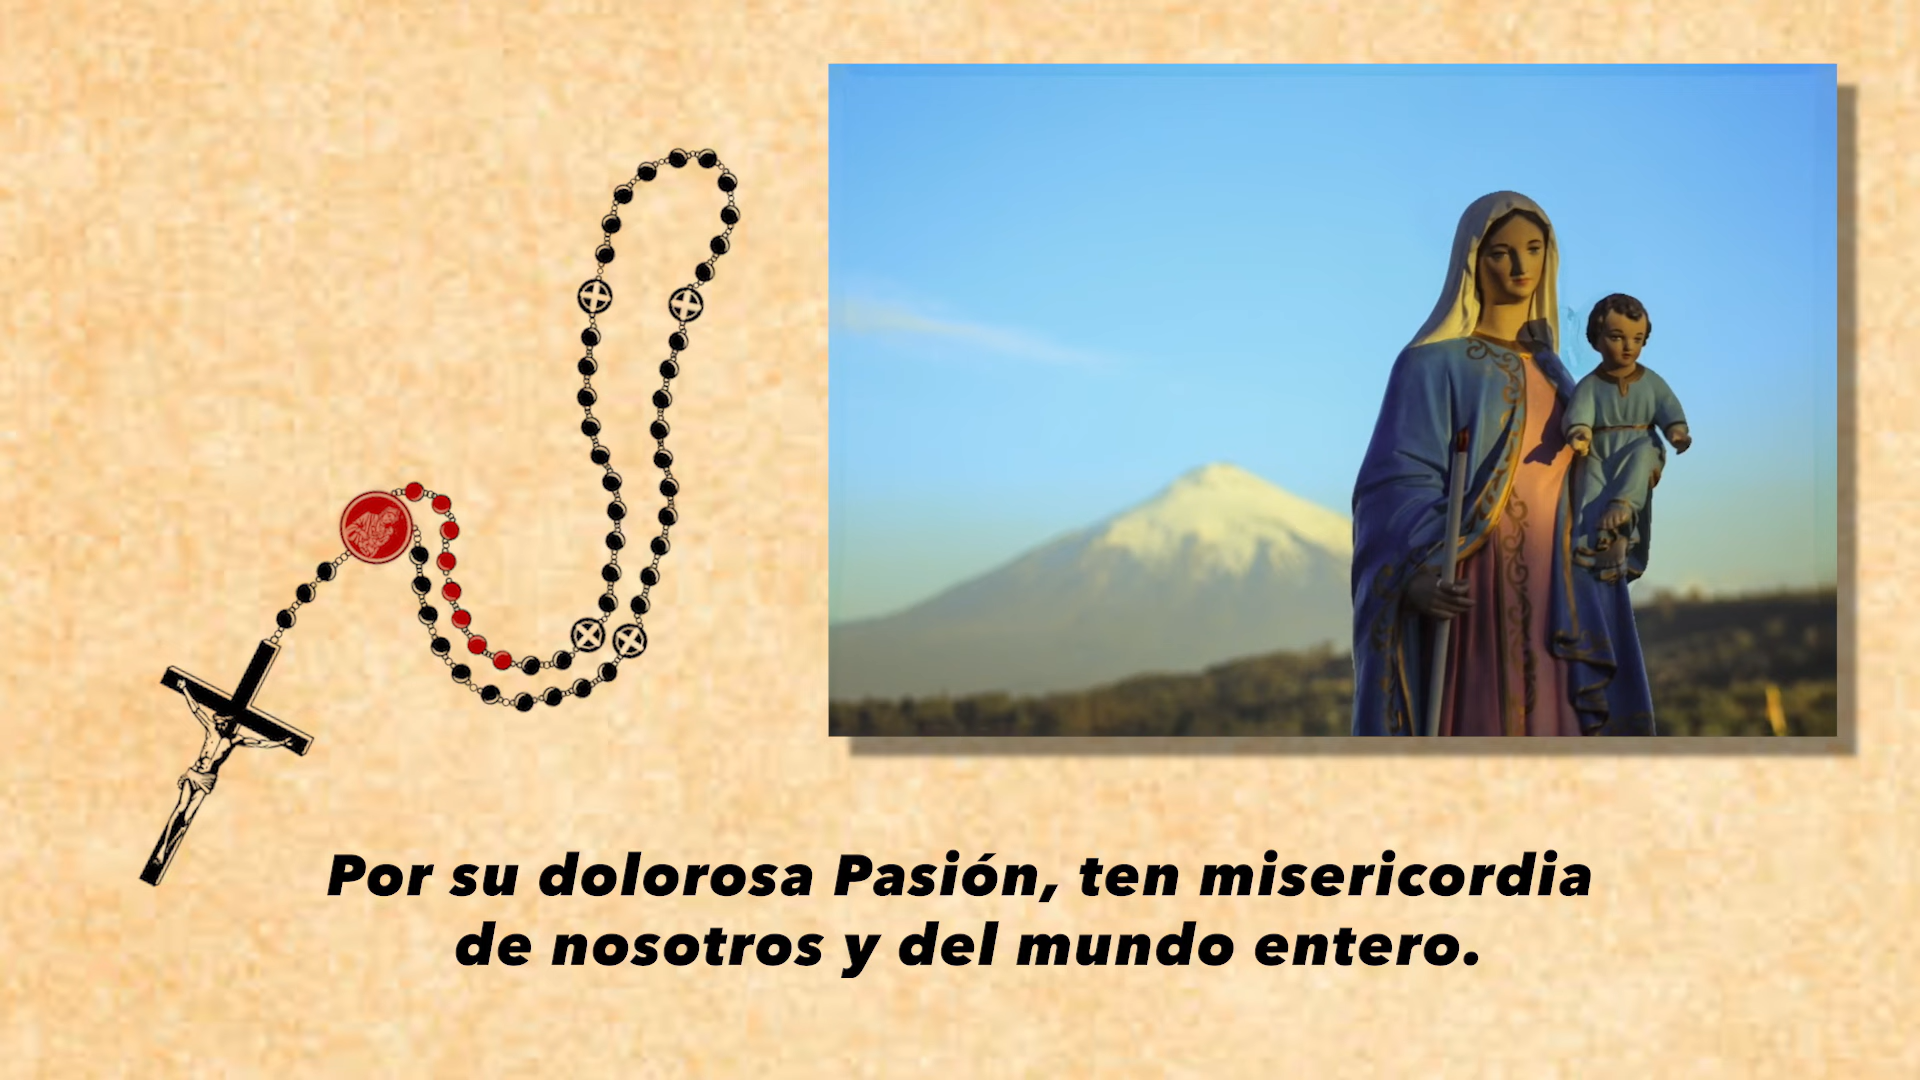 Por su dolorosa Pasión, ten misericordia
de nosotros y del mundo entero.